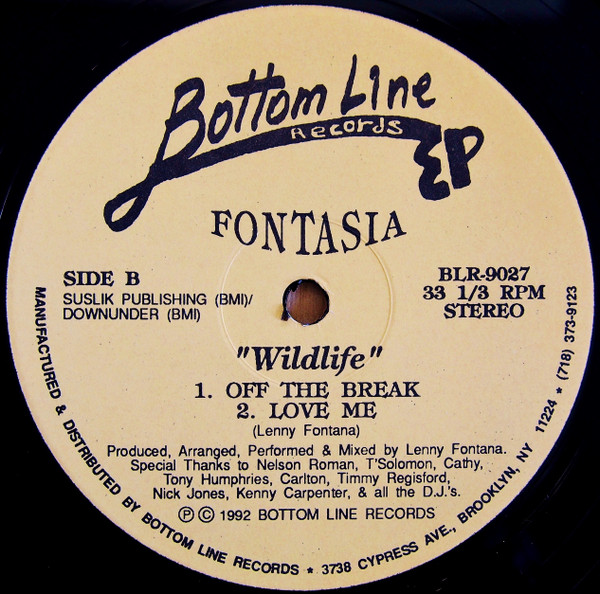 Bottom Line
Records
EP
FONTASIA
SIDE B
SUSLIK PUBLISHING (BMI)/
DOWNUNDER (BMI)
BLR-9027
33 1/3 RPM
STEREO
"Wildlife"
1. OFF THE BREAK
2. LOVE ME
(Lenny Fontana)
Produced, Arranged, Performed & Mixed by Lenny Fontana.
Special Thanks to Nelson Roman, T'Solomon, Cathy,
Tony Humphries, Carlton, Timmy Regisford,
Nick Jones, Kenny Carpenter, & all the D.J.'s.
℗ © 1992 BOTTOM LINE RECORDS
MANUFACTURED & DISTRIBUTED BY BOTTOM LINE RECORDS * 3738 CYPRESS AVE., BROOKLYN, NY 11224 * (718) 373-9123